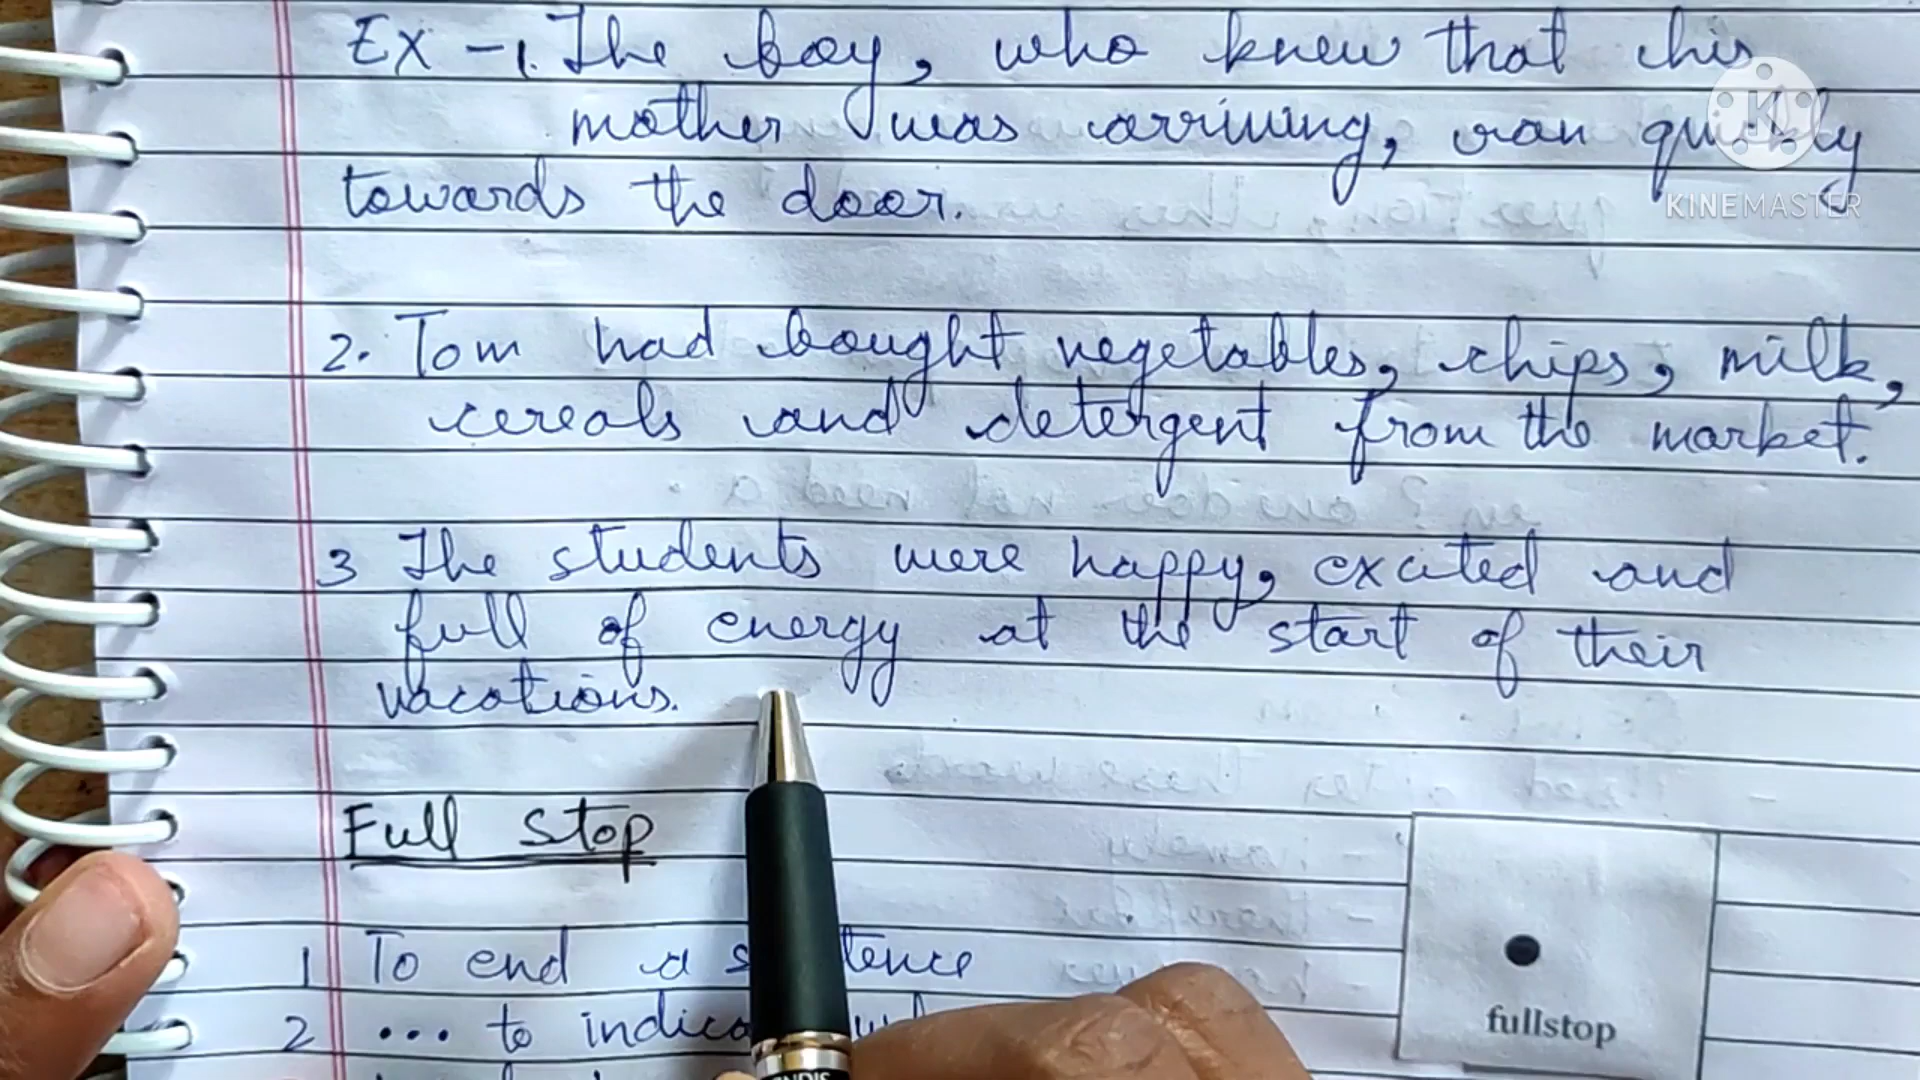 Ex - 1. The boy, who knew that his
mother was arriving, ran quickly
towards the door.
2. Tom had bought vegetables, chips, milk,
cereals and detergent from the market.
3 The students were happy, excited and
full of energy at the start of their
vacations.
Full stop
1 To end a
2 ... to
fullstop
K
KINEMASTER